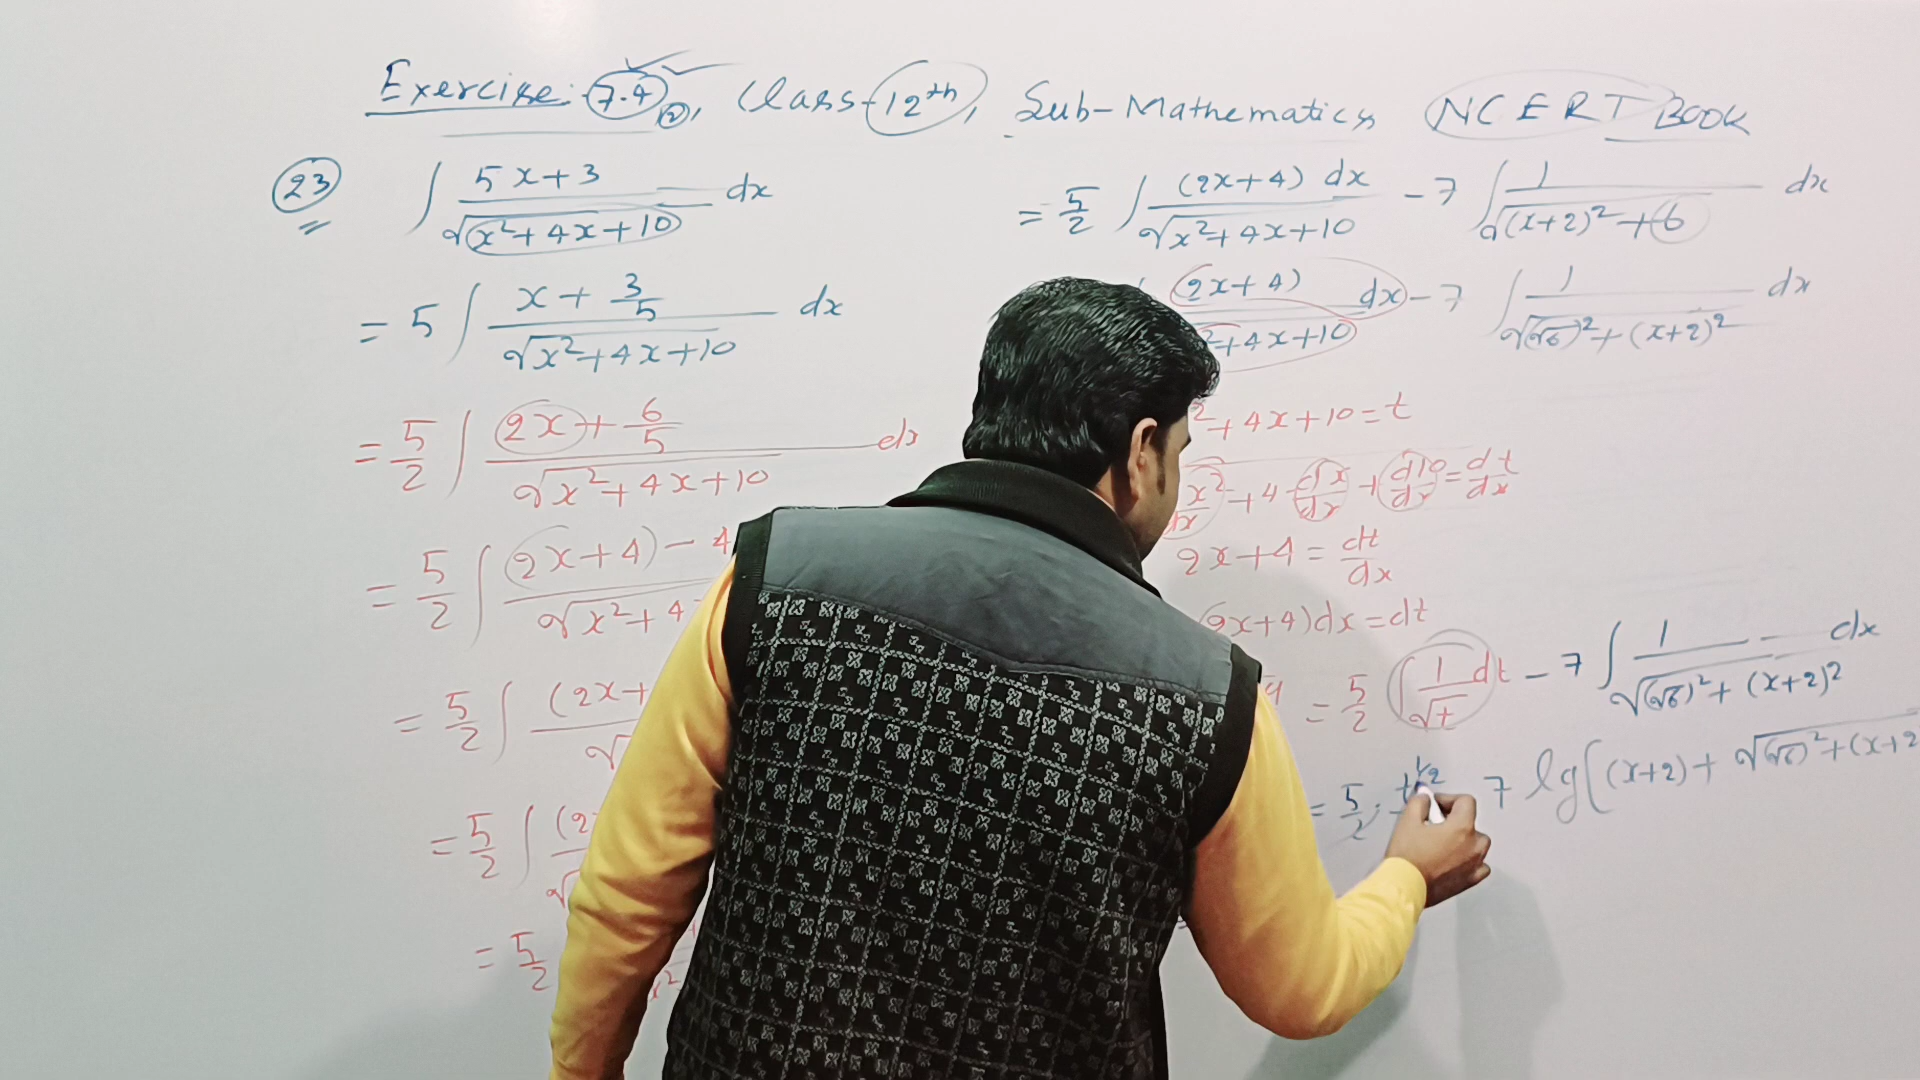 Exercise:-7.4, (2), Class-12th, Sub-Mathematics NCERT BOOK
(23) ∫ 5x+3 / √x²+4x+10 dx
= 5 ∫ x + 3/5 / √x²+4x+10 dx
= 5/2 ∫ 2x + 6/5 / √x²+4x+10 dx
= 5/2 ∫ (2x+4) - 4 / √x²+4
= 5/2 ∫ (2x+ / √
= 5/2 ∫ (2 / √
= 5/2 x²
= 5/2 ∫ (2x+4) dx / √x²+4x+10 - 7 ∫ 1 / √(x+2)²+6 dx
(2x+4) / ²+4x+10 dx - 7 ∫ 1 / √(√6)²+(x+2)² dx
²+4x+10 = t
x²/dx + 4 dx/dx + d10/dx = dt/dx
2x+4 = dt/dx
(2x+4)dx = dt
= 5/2 ∫ 1/√t dt - 7 ∫ 1 / √(√6)²+(x+2)² dx
= 5/2 . t^1/2 7 log[(x+2)+ √(√6)²+(x+2